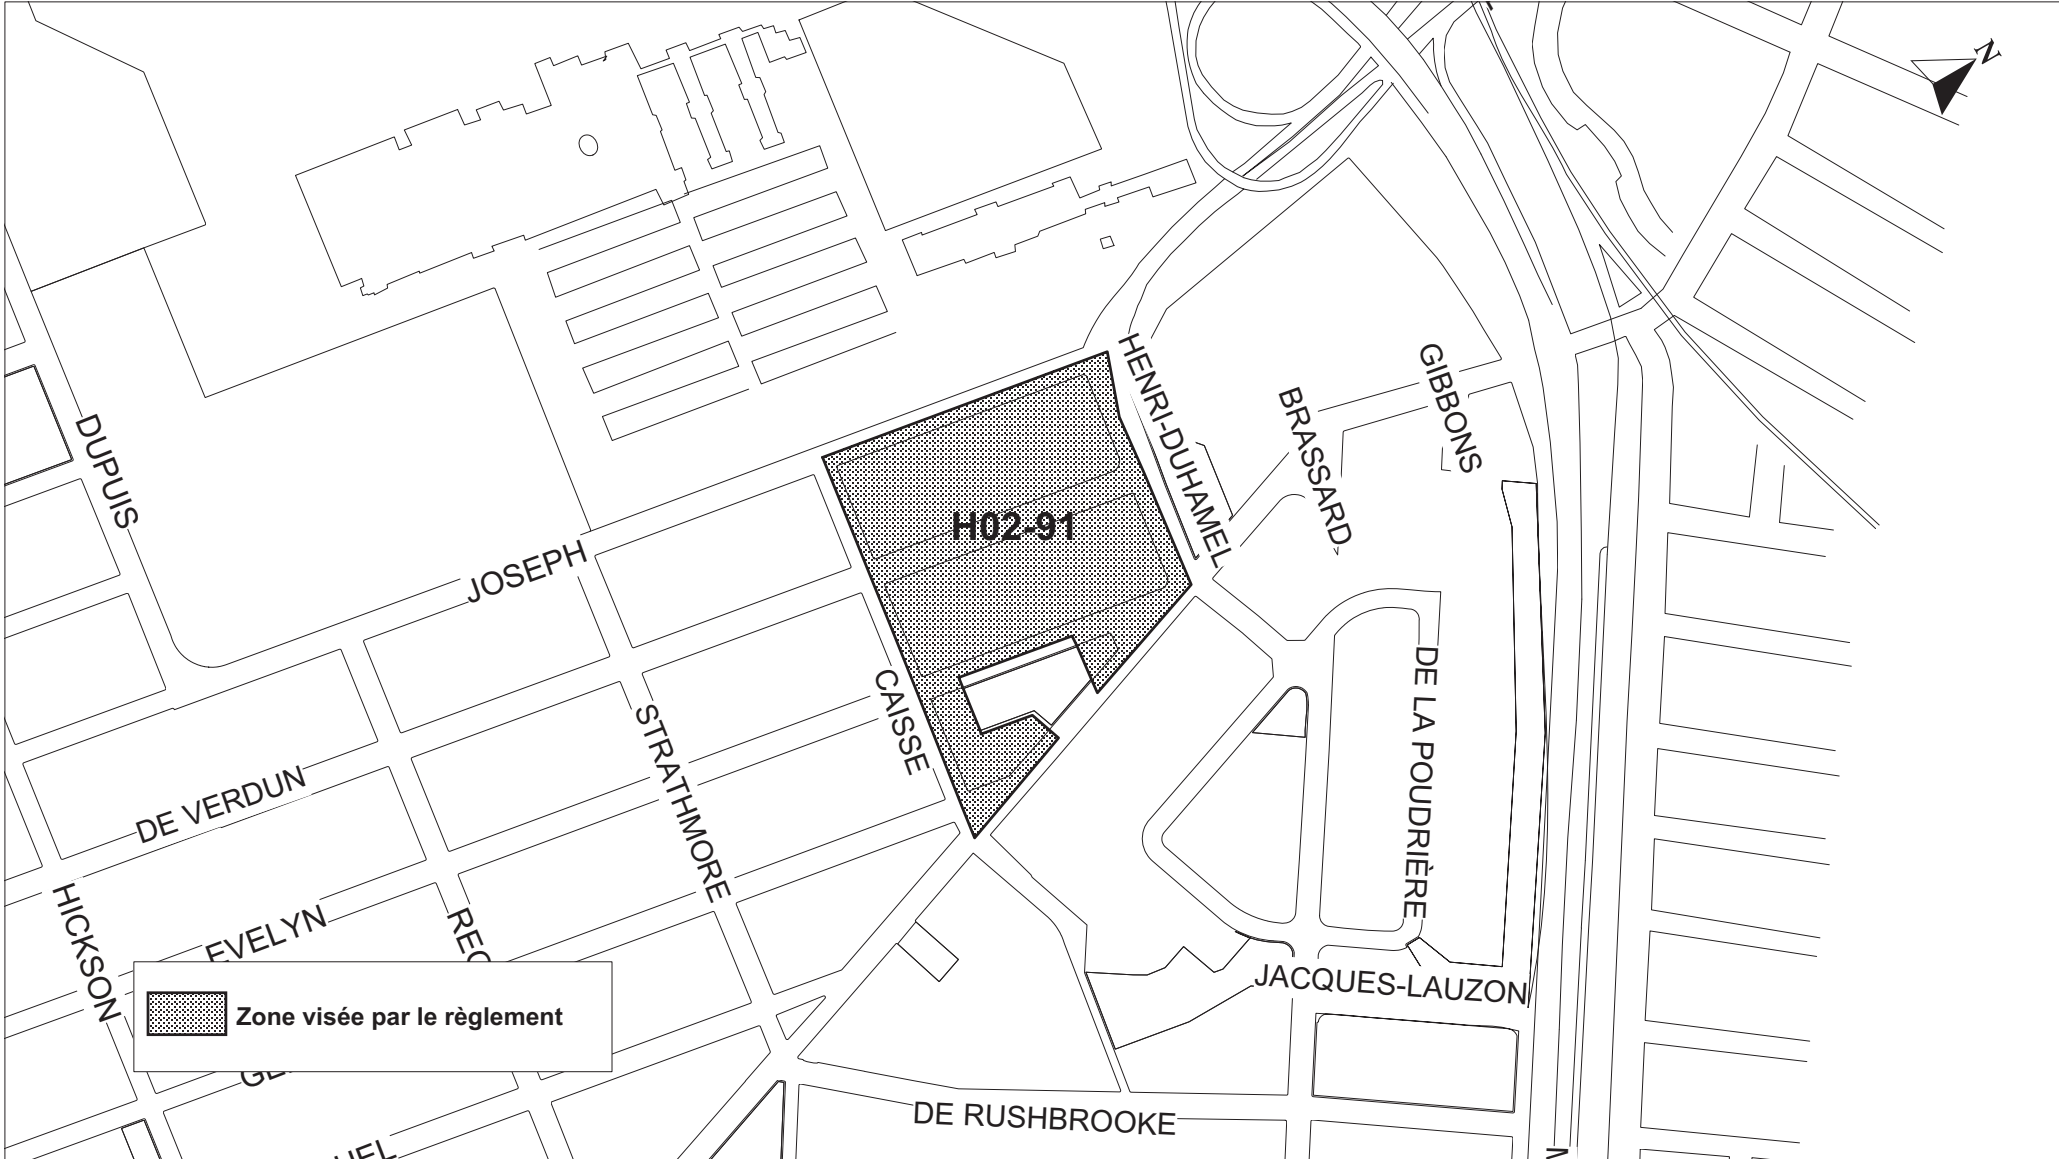 N
HENRI-DUHAMEL
GIBBONS
BRASSARD
DUPUIS
H02-91
JOSEPH
CAISSE
DE LA POUDRIÈRE
STRATHMORE
DE VERDUN
HICKSON
EVELYN
JACQUES-LAUZON
Zone visée par le règlement
DE RUSHBROOKE